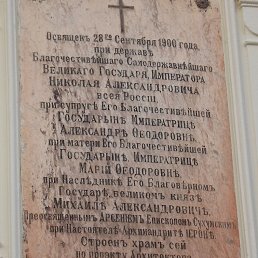 Освященъ 28го Сентября 1900 года,
при державѣ
Благочестивѣйшаго Самодержавнѣйшаго
Великаго Государя, Императора
Николая Александровича
всея Россіи,
при супругѣ Его Благочестивѣйшей
Государынѣ Императрицѣ
Александрѣ Ѳеодоровнѣ,
при матери Его Благочестивѣйшей
Государынѣ, Императрицѣ
Маріи Ѳеодоровнѣ,
при Наслѣдникѣ Его Благовѣрномъ
Государѣ, великомъ князѣ
Михаилѣ Александровичѣ,
Преосвященнымъ Арсеніемъ Епископомъ Сухумскимъ
при Настоятелѣ Архимандритѣ Іеронѣ
Строенъ храмъ сей
по проэкту Архитектора